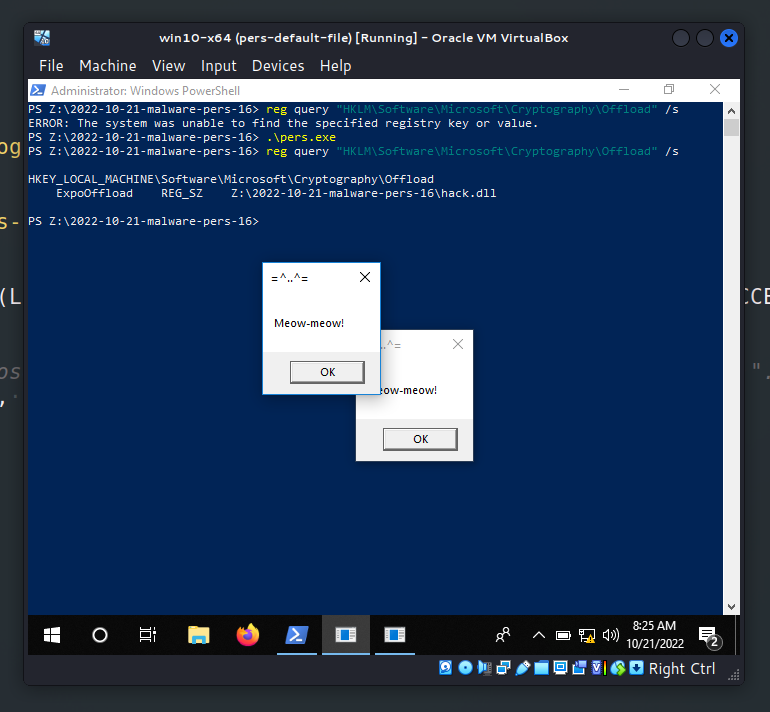 win10-x64 (pers-default-file) [Running] - Oracle VM VirtualBox
File Machine View Input Devices Help
Administrator: Windows PowerShell
PS Z:\2022-10-21-malware-pers-16> reg query "HKLM\Software\Microsoft\Cryptography\Offload" /s
ERROR: The system was unable to find the specified registry key or value.
PS Z:\2022-10-21-malware-pers-16> .\pers.exe
PS Z:\2022-10-21-malware-pers-16> reg query "HKLM\Software\Microsoft\Cryptography\Offload" /s
HKEY_LOCAL_MACHINE\Software\Microsoft\Cryptography\Offload
ExpoOffload REG_SZ Z:\2022-10-21-malware-pers-16\hack.dll
PS Z:\2022-10-21-malware-pers-16>
=^..^=
Meow-meow!
OK
..^=
eow-meow!
OK
og
s-
(L
CCE
os
".
,
8:25 AM
10/21/2022
2
Right Ctrl